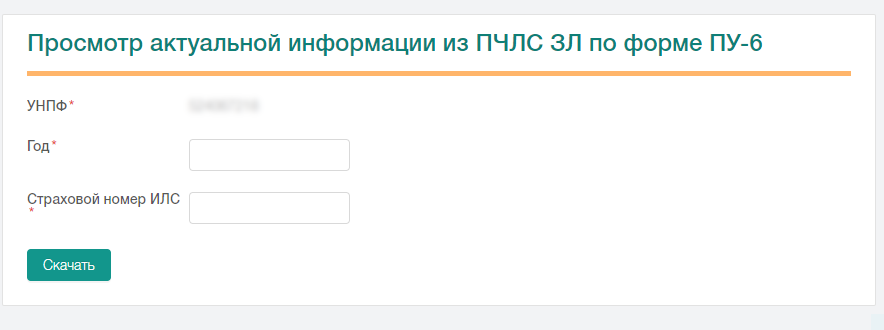 Просмотр актуальной информации из ПЧЛС ЗЛ по форме ПУ-6
УНПФ*
Год*
Страховой номер ИЛС
*
Скачать